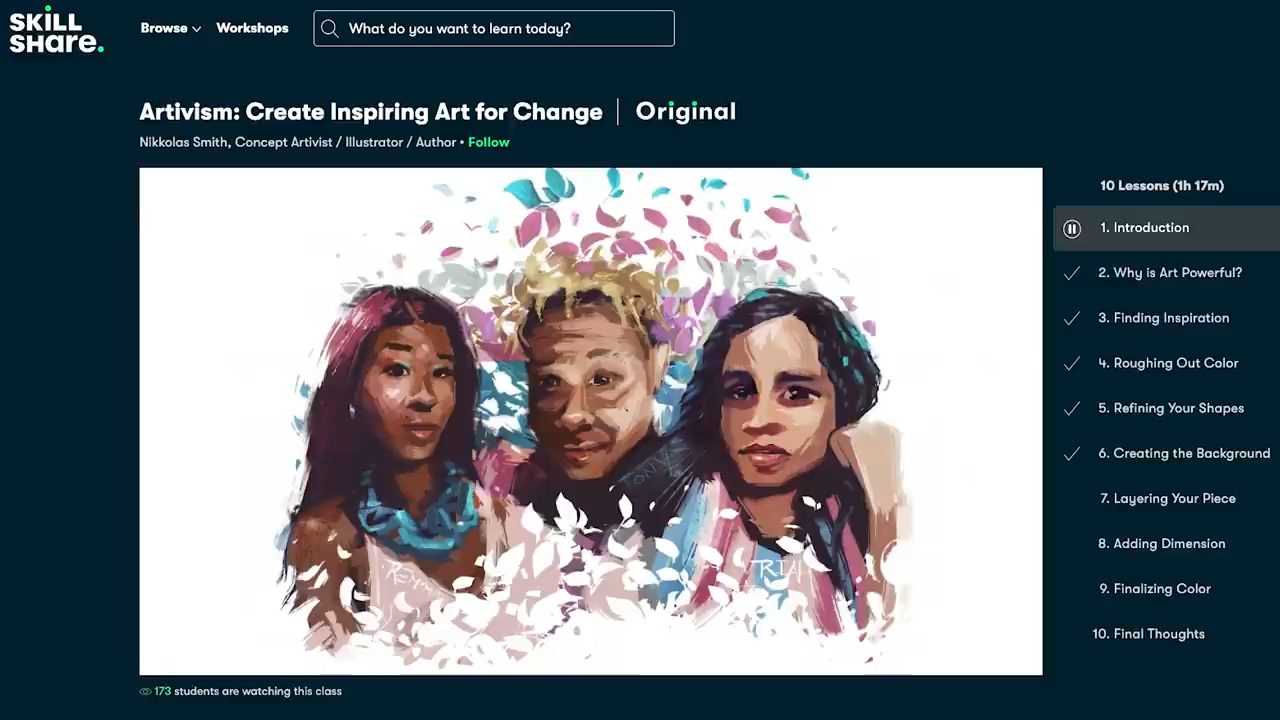 SKILL
SHare.
Browse
Workshops
What do you want to learn today?
Artivism: Create Inspiring Art for Change | Original
Nikkolas Smith, Concept Artivist / Illustrator / Author • Follow
10 Lessons (1h 17m)
1. Introduction
2. Why is Art Powerful?
3. Finding Inspiration
4. Roughing Out Color
5. Refining Your Shapes
6. Creating the Background
7. Layering Your Piece
8. Adding Dimension
9. Finalizing Color
10. Final Thoughts
TONY
RIAH
173 students are watching this class